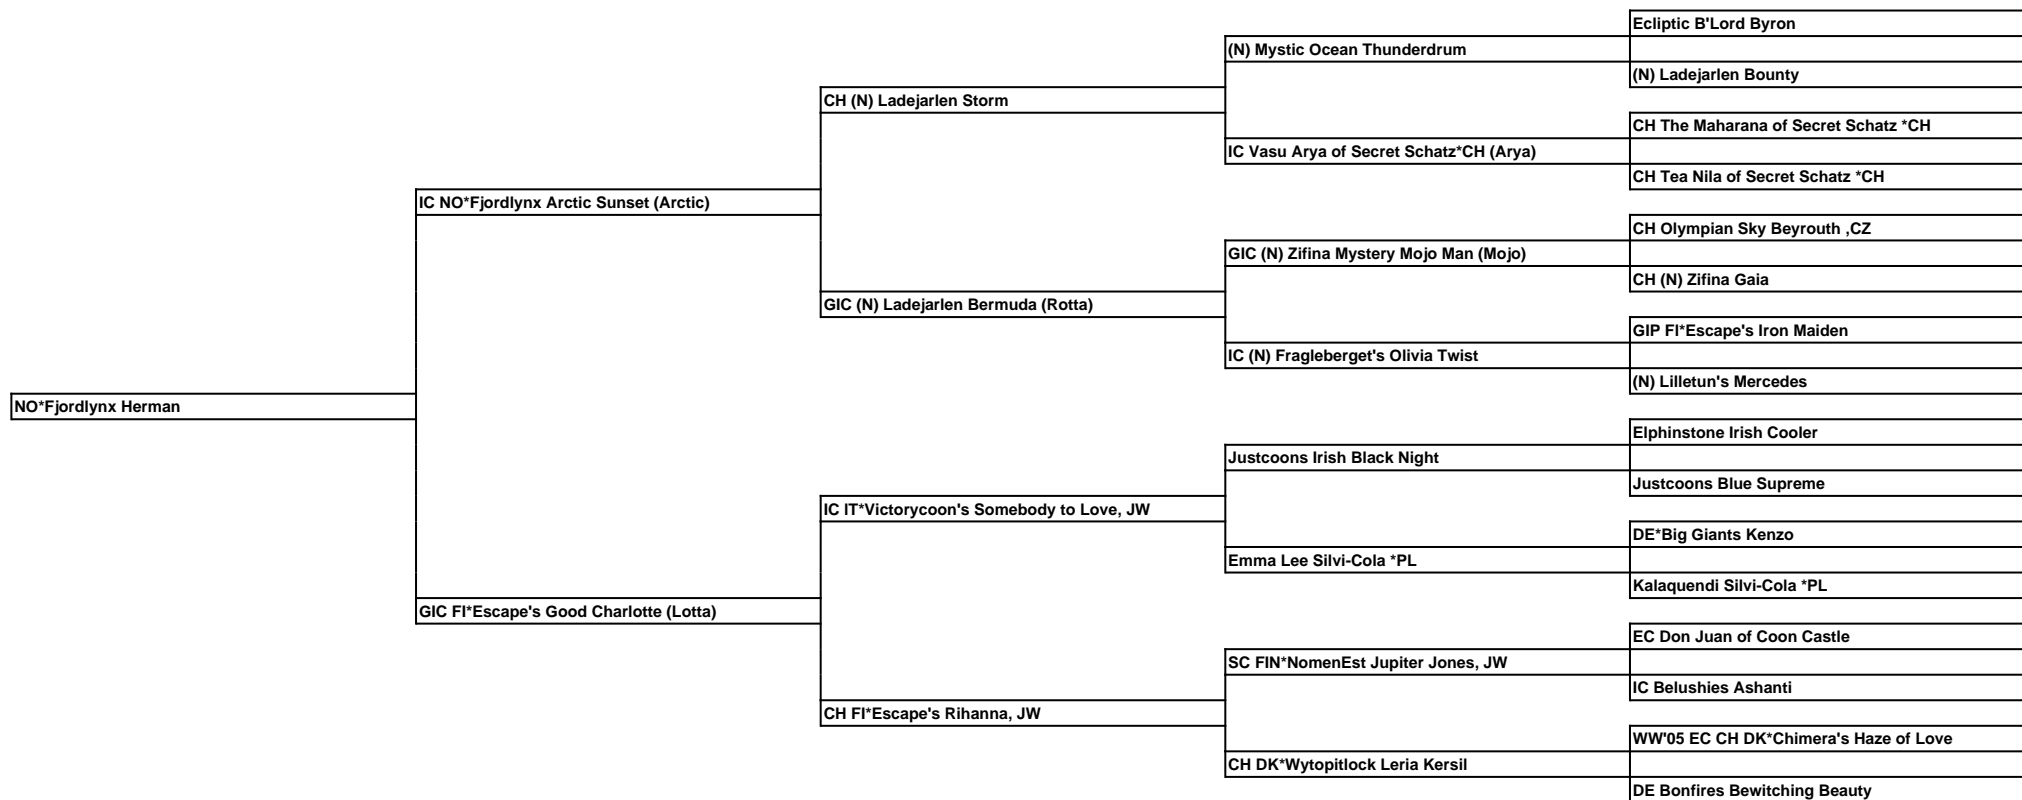 Ecliptic B'Lord Byron
(N) Mystic Ocean Thunderdrum
(N) Ladejarlen Bounty
CH (N) Ladejarlen Storm
CH The Maharana of Secret Schatz *CH
IC Vasu Arya of Secret Schatz*CH (Arya)
CH Tea Nila of Secret Schatz *CH
IC NO*Fjordlynx Arctic Sunset (Arctic)
CH Olympian Sky Beyrouth ,CZ
GIC (N) Zifina Mystery Mojo Man (Mojo)
CH (N) Zifina Gaia
GIC (N) Ladejarlen Bermuda (Rotta)
GIP FI*Escape's Iron Maiden
IC (N) Fragleberget's Olivia Twist
(N) Lilletun's Mercedes
NO*Fjordlynx Herman
Elphinstone Irish Cooler
Justcoons Irish Black Night
Justcoons Blue Supreme
IC IT*Victorycoon's Somebody to Love, JW
DE*Big Giants Kenzo
Emma Lee Silvi-Cola *PL
Kalaquendi Silvi-Cola *PL
GIC FI*Escape's Good Charlotte (Lotta)
EC Don Juan of Coon Castle
SC FIN*NomenEst Jupiter Jones, JW
IC Belushies Ashanti
CH FI*Escape's Rihanna, JW
WW'05 EC CH DK*Chimera's Haze of Love
CH DK*Wytopitlock Leria Kersil
DE Bonfires Bewitching Beauty